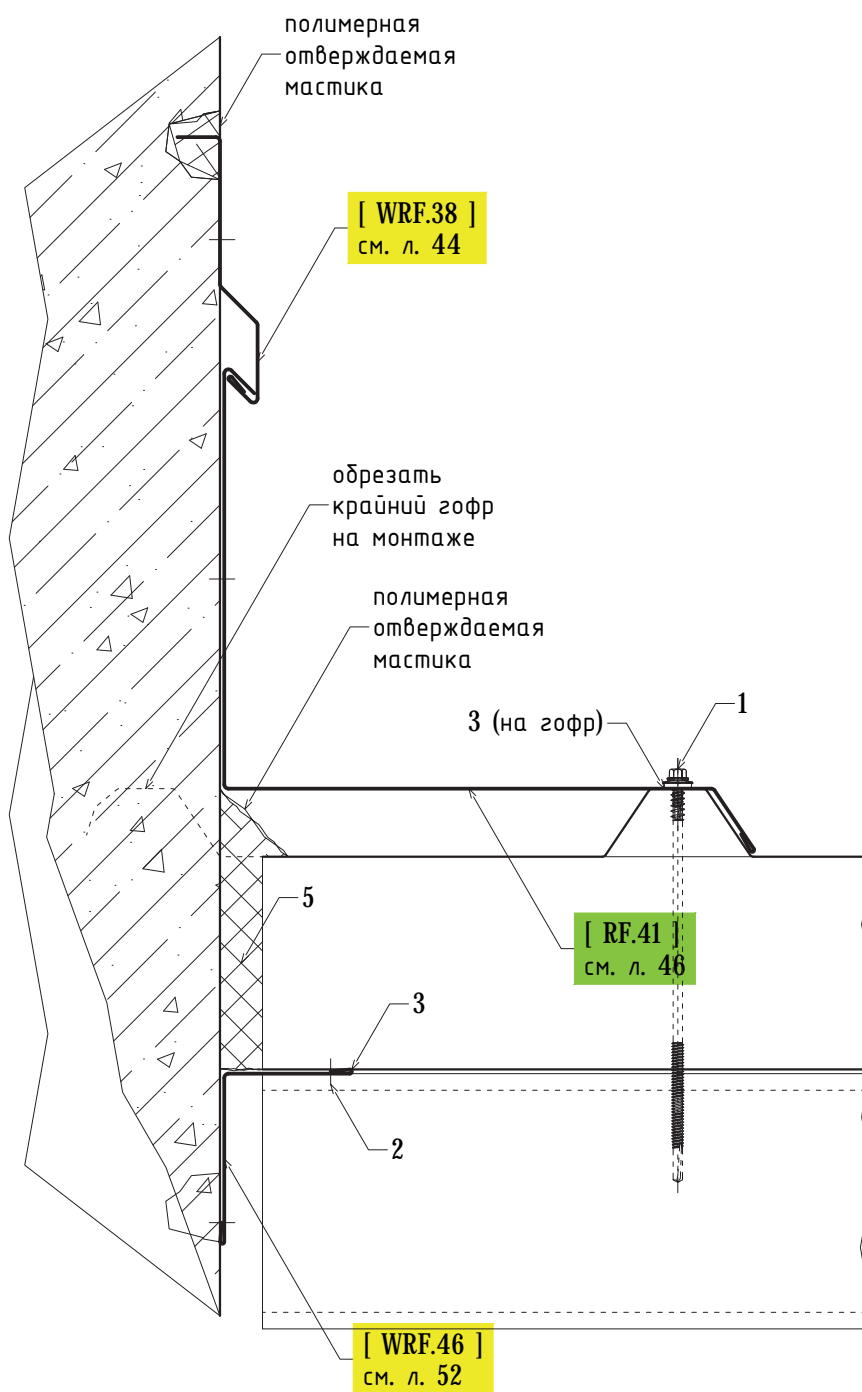 полимерная
отверждаемая
мастика
[ WRF.38 ]
см. л. 44
обрезать
крайний гофр
на монтаже
полимерная
отверждаемая
мастика
1
3 (на гофр)
5
[ RF.41 ]
см. л. 46
3
2
[ WRF.46 ]
см. л. 52